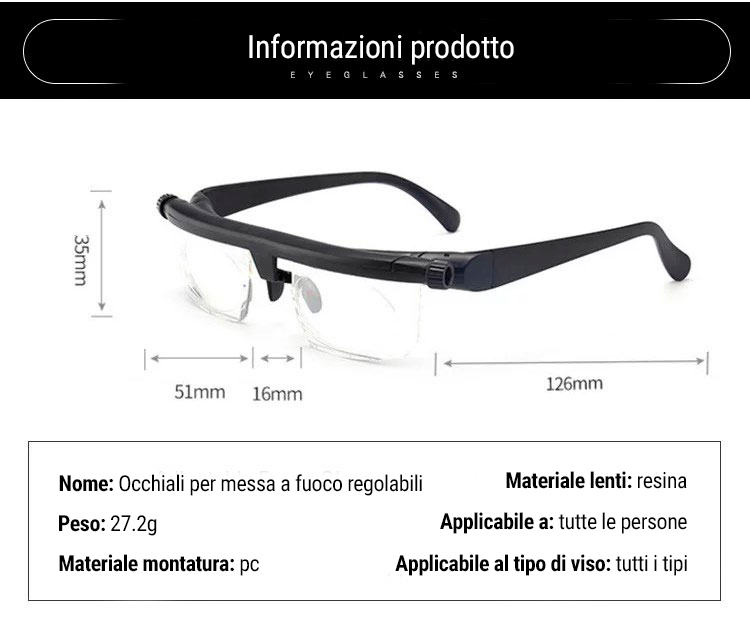 Informazioni prodotto
EYEGLASSES
35mm
51mm
16mm
126mm
Nome: Occhiali per messa a fuoco regolabili
Materiale lenti: resina
Peso: 27.2g
Applicabile a: tutte le persone
Materiale montatura: pc
Applicabile al tipo di viso: tutti i tipi